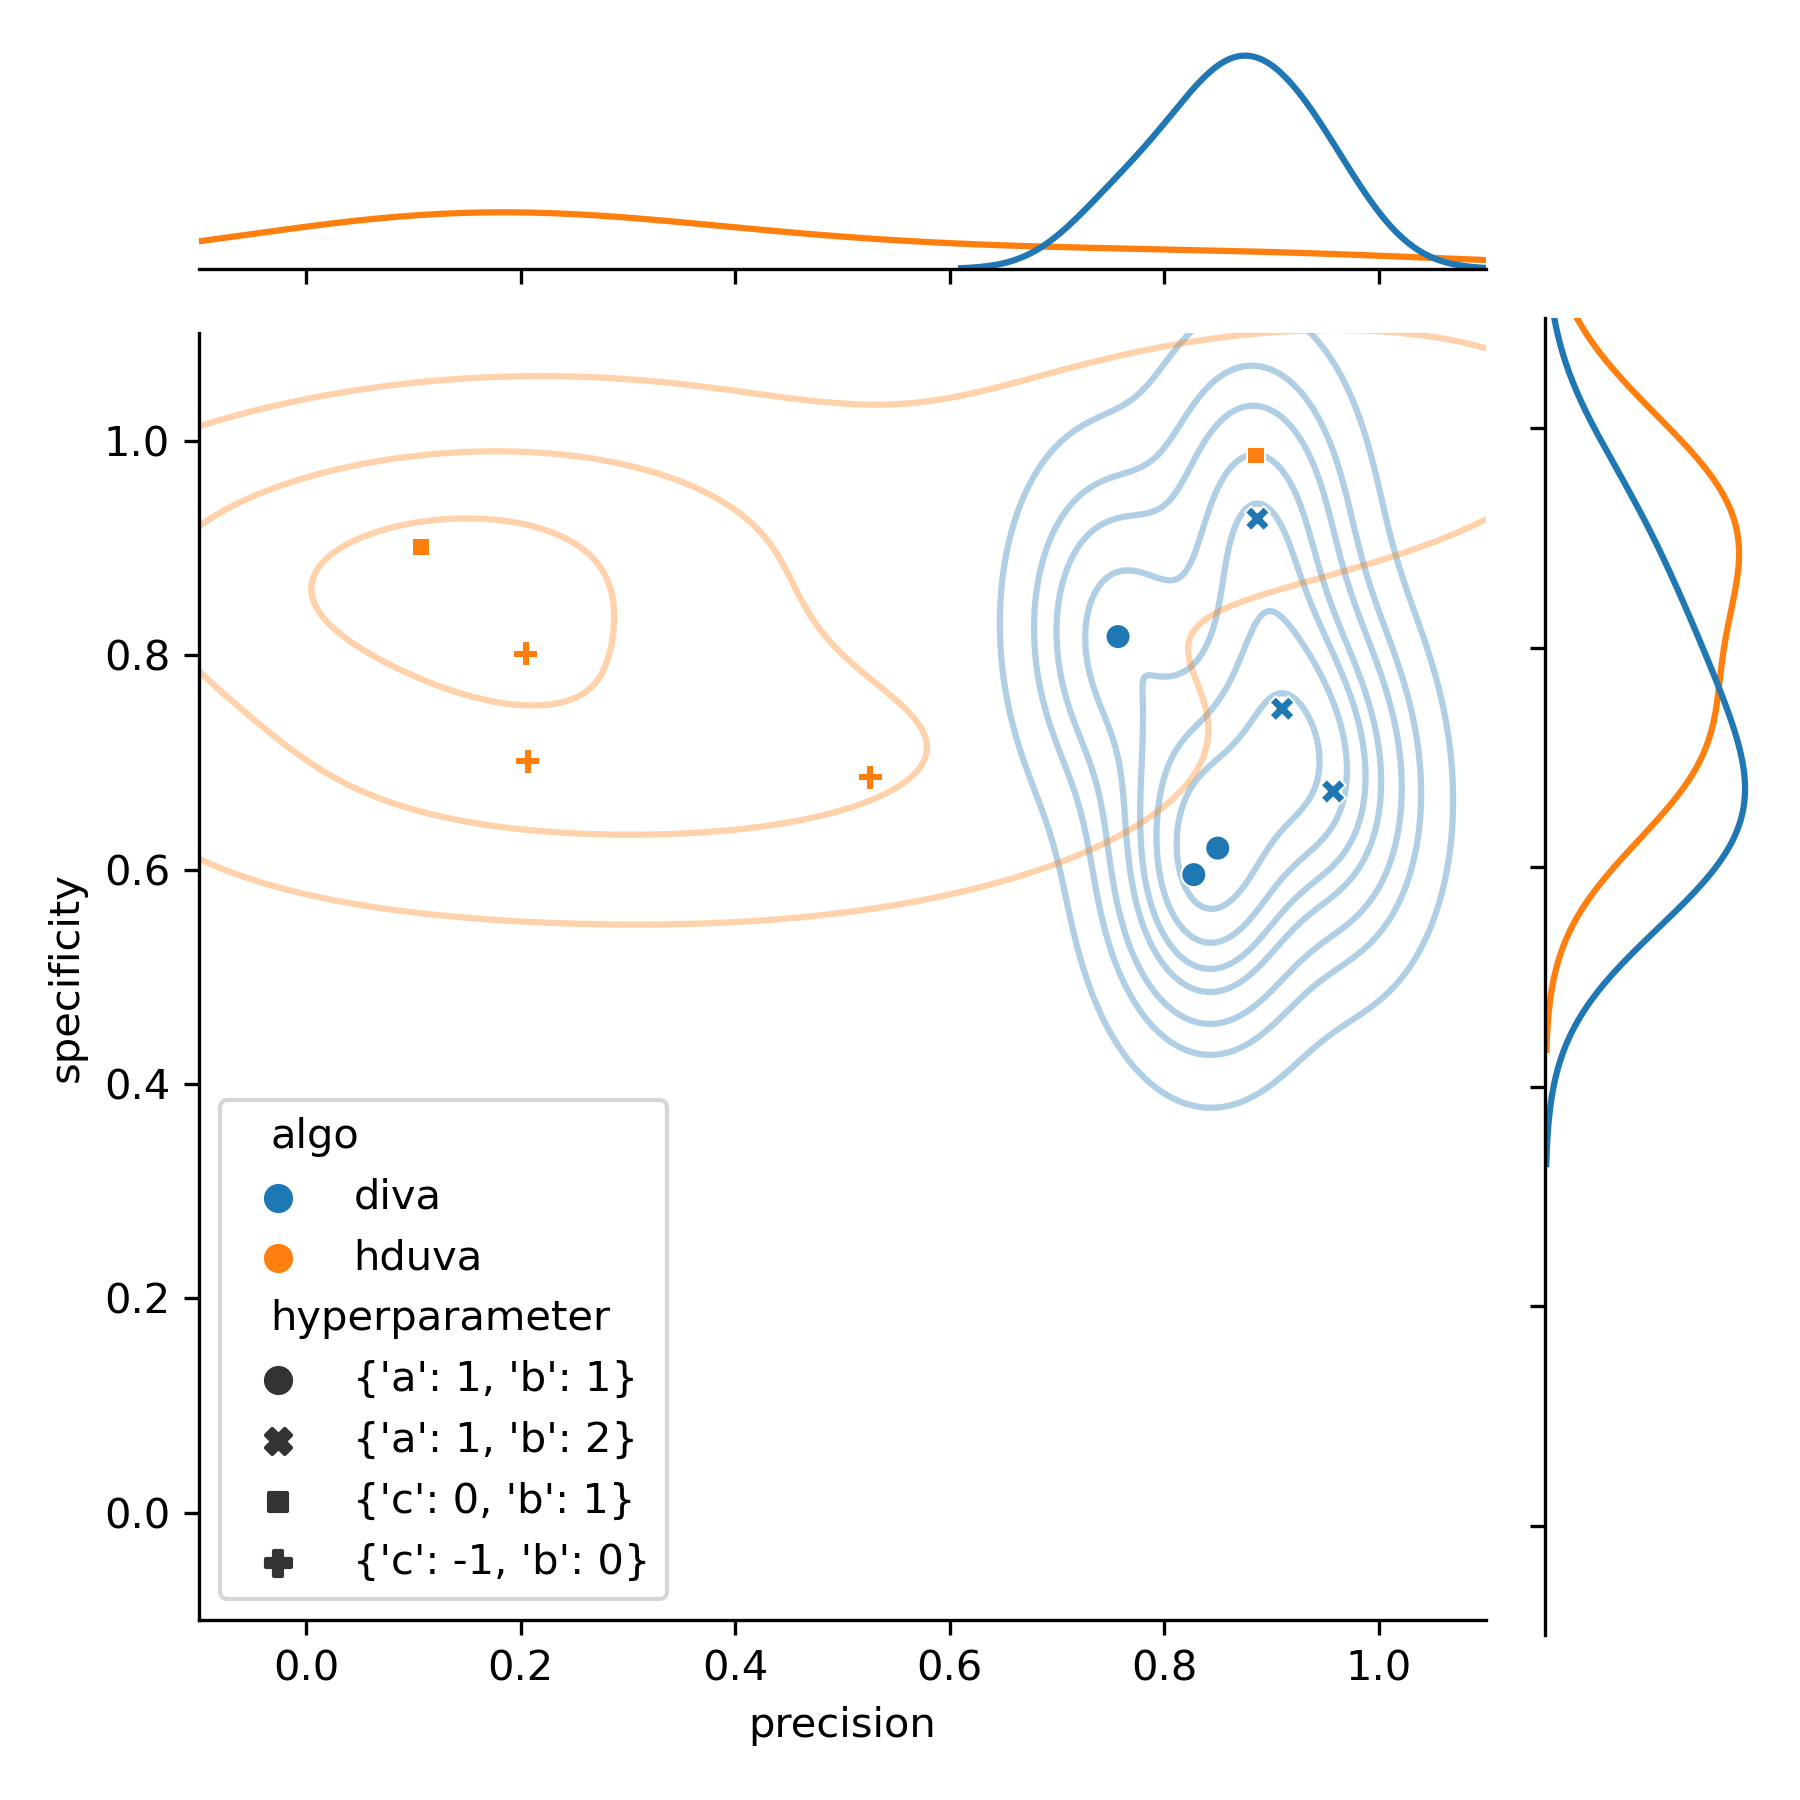 1.0
0.8
0.6
0.4
0.2
0.0
specificity
algo
diva
hduva
hyperparameter
{'a': 1, 'b': 1}
{'a': 1, 'b': 2}
{'c': 0, 'b': 1}
{'c': -1, 'b': 0}
0.0 0.2 0.4 0.6 0.8 1.0
precision